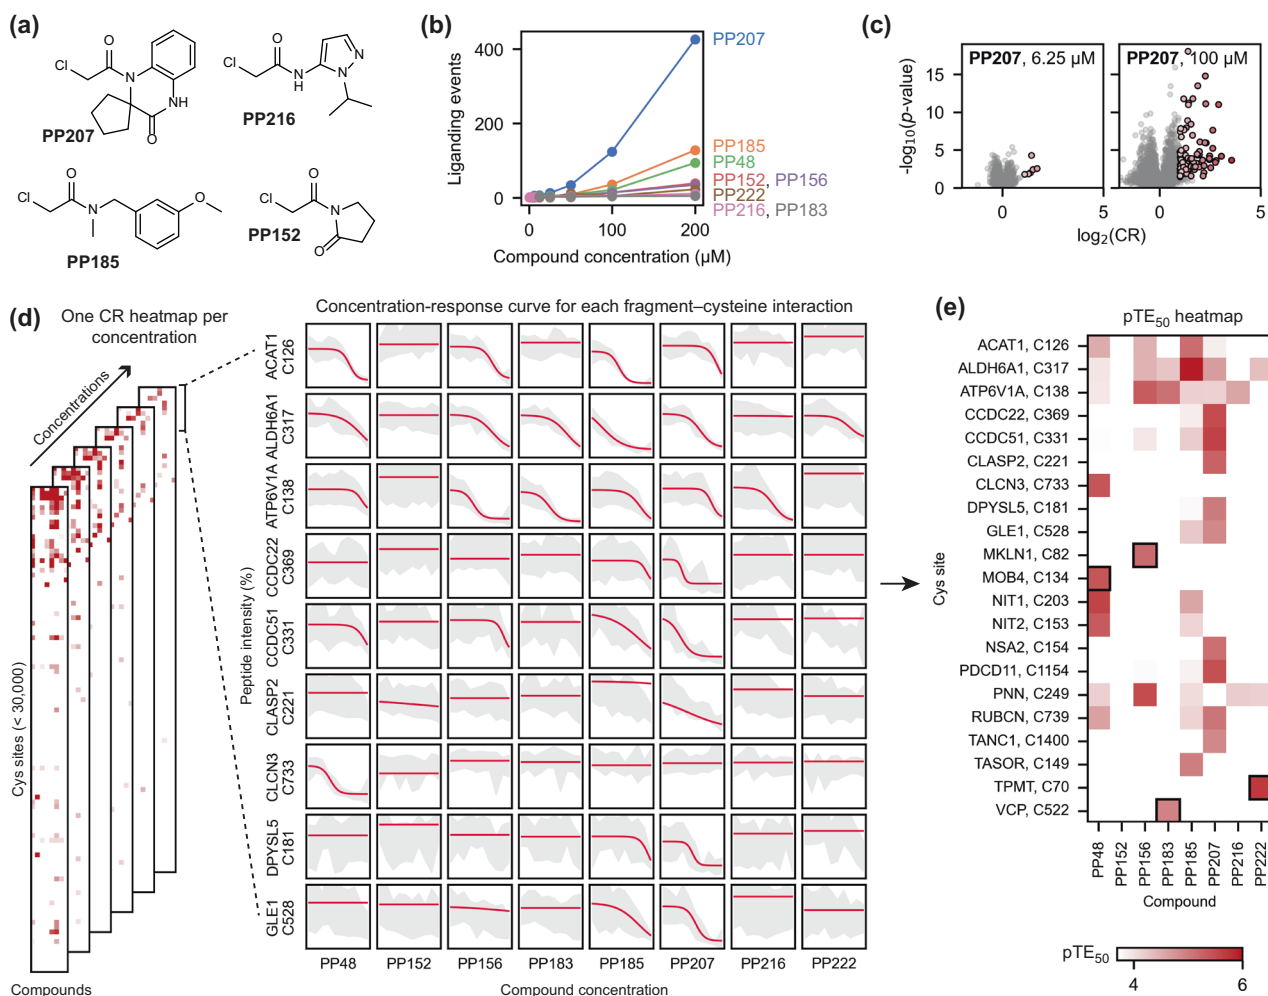 (a)
O
Cl
N
NH
O
PP207
O
Cl
N
H
N
N
PP216
O
Cl
N
O
PP185
O
Cl
N
O
PP152
(b)
Liganding events
400
200
0
0
50
100
150
200
Compound concentration (µM)
PP207
PP185
PP48
PP152, PP156
PP222
PP216, PP183
(c)
PP207, 6.25 µM
PP207, 100 µM
-log10(p-value)
15
10
5
0
0
5
0
5
log2(CR)
(d)
One CR heatmap per
concentration
Concentrations
Cys sites (< 30,000)
Compounds
Concentration-response curve for each fragment–cysteine interaction
Peptide intensity (%)
ACAT1
C126
ALDH6A1
C317
ATP6V1A
C138
CCDC22
C369
CCDC51
C331
CLASP2
C221
CLCN3
C733
DPYSL5
C181
GLE1
C528
PP48
PP152
PP156
PP183
PP185
PP207
PP216
PP222
Compound concentration
(e)
pTE50 heatmap
Cys site
ACAT1, C126
ALDH6A1, C317
ATP6V1A, C138
CCDC22, C369
CCDC51, C331
CLASP2, C221
CLCN3, C733
DPYSL5, C181
GLE1, C528
MKLN1, C82
MOB4, C134
NIT1, C203
NIT2, C153
NSA2, C154
PDCD11, C1154
PNN, C249
RUBCN, C739
TANC1, C1400
TASOR, C149
TPMT, C70
VCP, C522
PP48
PP152
PP156
PP183
PP185
PP207
PP216
PP222
Compound
pTE50
4
6